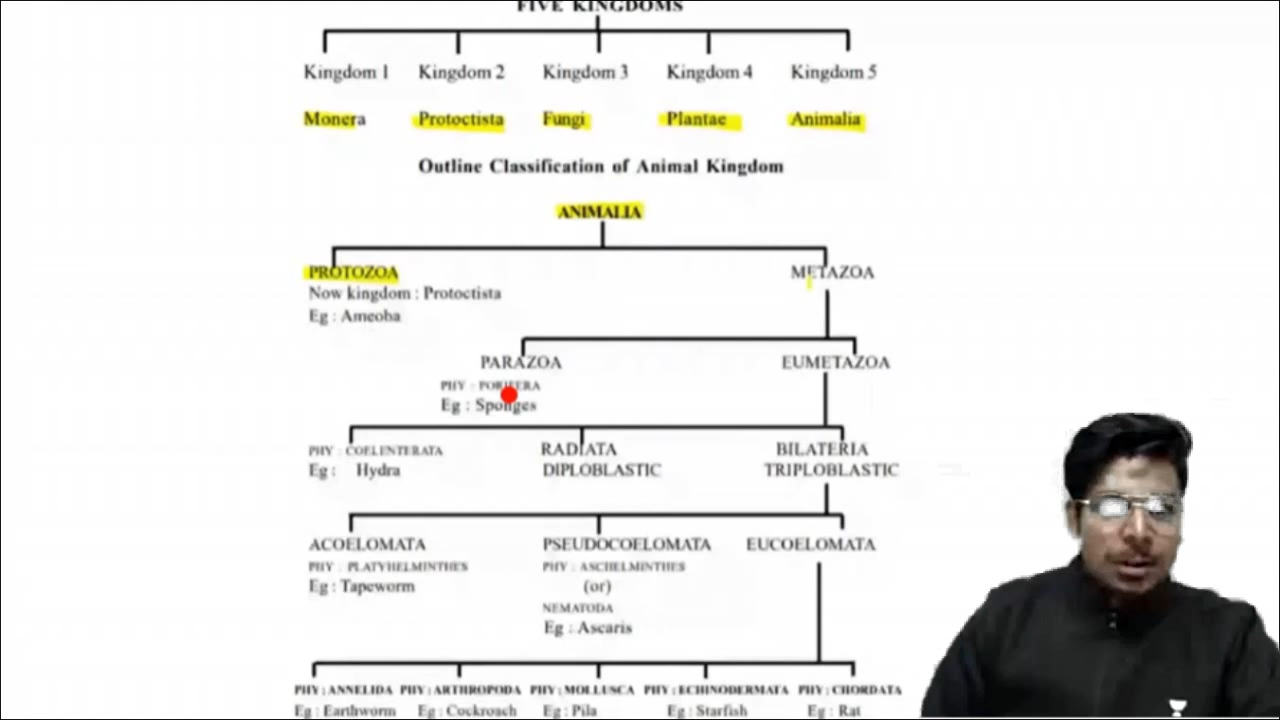 FIVE KINGDOMS
Kingdom 1 Kingdom 2 Kingdom 3 Kingdom 4 Kingdom 5
Monera Protoctista Fungi Plantae Animalia
Outline Classification of Animal Kingdom
ANIMALIA
PROTOZOA METAZOA
Now kingdom : Protoctista
Eg : Ameoba
PARAZOA EUMETAZOA
PHY : PORIFERA
Eg : Sponges
PHY : COELENTERATA RADIATA BILATERIA
Eg : Hydra DIPLOBLASTIC TRIPLOBLASTIC
ACOELOMATA PSEUDOCOELOMATA EUCOELOMATA
PHY : PLATYHELMINTHES PHY : ASCHELMINTHES
Eg : Tapeworm (or)
NEMATODA
Eg : Ascaris
PHY : ANNELIDA PHY : ARTHROPODA PHY : MOLLUSCA PHY : ECHINODERMATA PHY : CHORDATA
Eg : Earthworm Eg : Cockroach Eg : Pila Eg : Starfish Eg : Rat